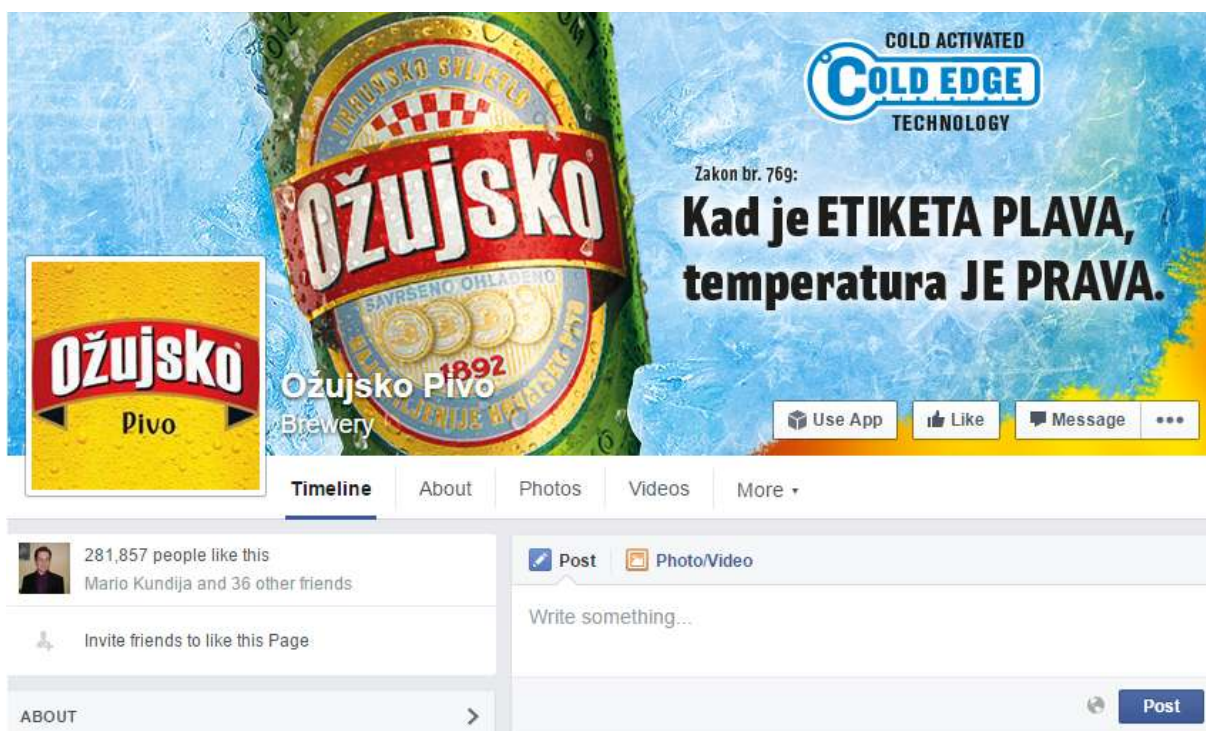 VRHUNSKO SVIJETLO
Ožujsko
SAVRŠENO OHLAĐENO
1892
COLD ACTIVATED
COLD EDGE
TECHNOLOGY
Zakon br. 769:
Kad je ETIKETA PLAVA,
temperatura JE PRAVA.
Ožujsko
Pivo
Ožujsko Pivo
Brewery
Use App
Like
Message
Timeline
About
Photos
Videos
More
281,857 people like this
Mario Kundija and 36 other friends
Invite friends to like this Page
ABOUT
Post
Photo/Video
Write something...
Post